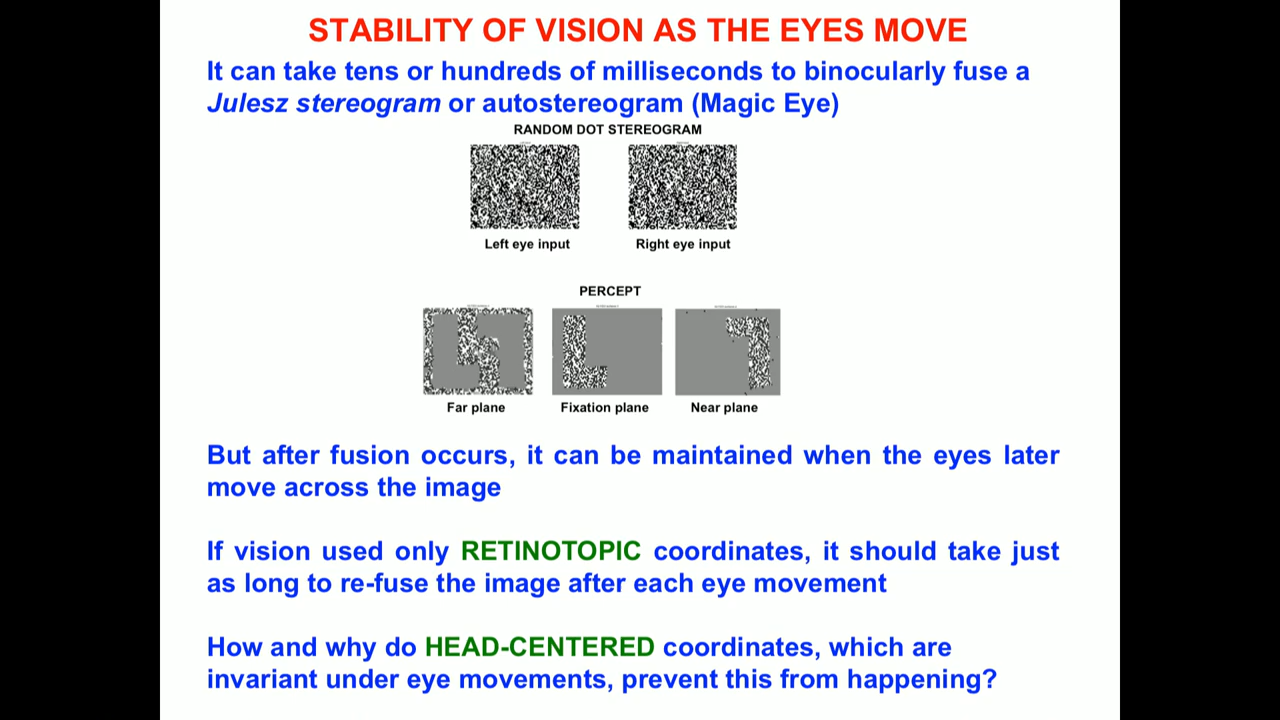 STABILITY OF VISION AS THE EYES MOVE
It can take tens or hundreds of milliseconds to binocularly fuse a
Julesz stereogram or autostereogram (Magic Eye)
RANDOM DOT STEREOGRAM
Left eye input
Right eye input
PERCEPT
Far plane
Fixation plane
Near plane
But after fusion occurs, it can be maintained when the eyes later
move across the image
If vision used only RETINOTOPIC coordinates, it should take just
as long to re-fuse the image after each eye movement
How and why do HEAD-CENTERED coordinates, which are
invariant under eye movements, prevent this from happening?